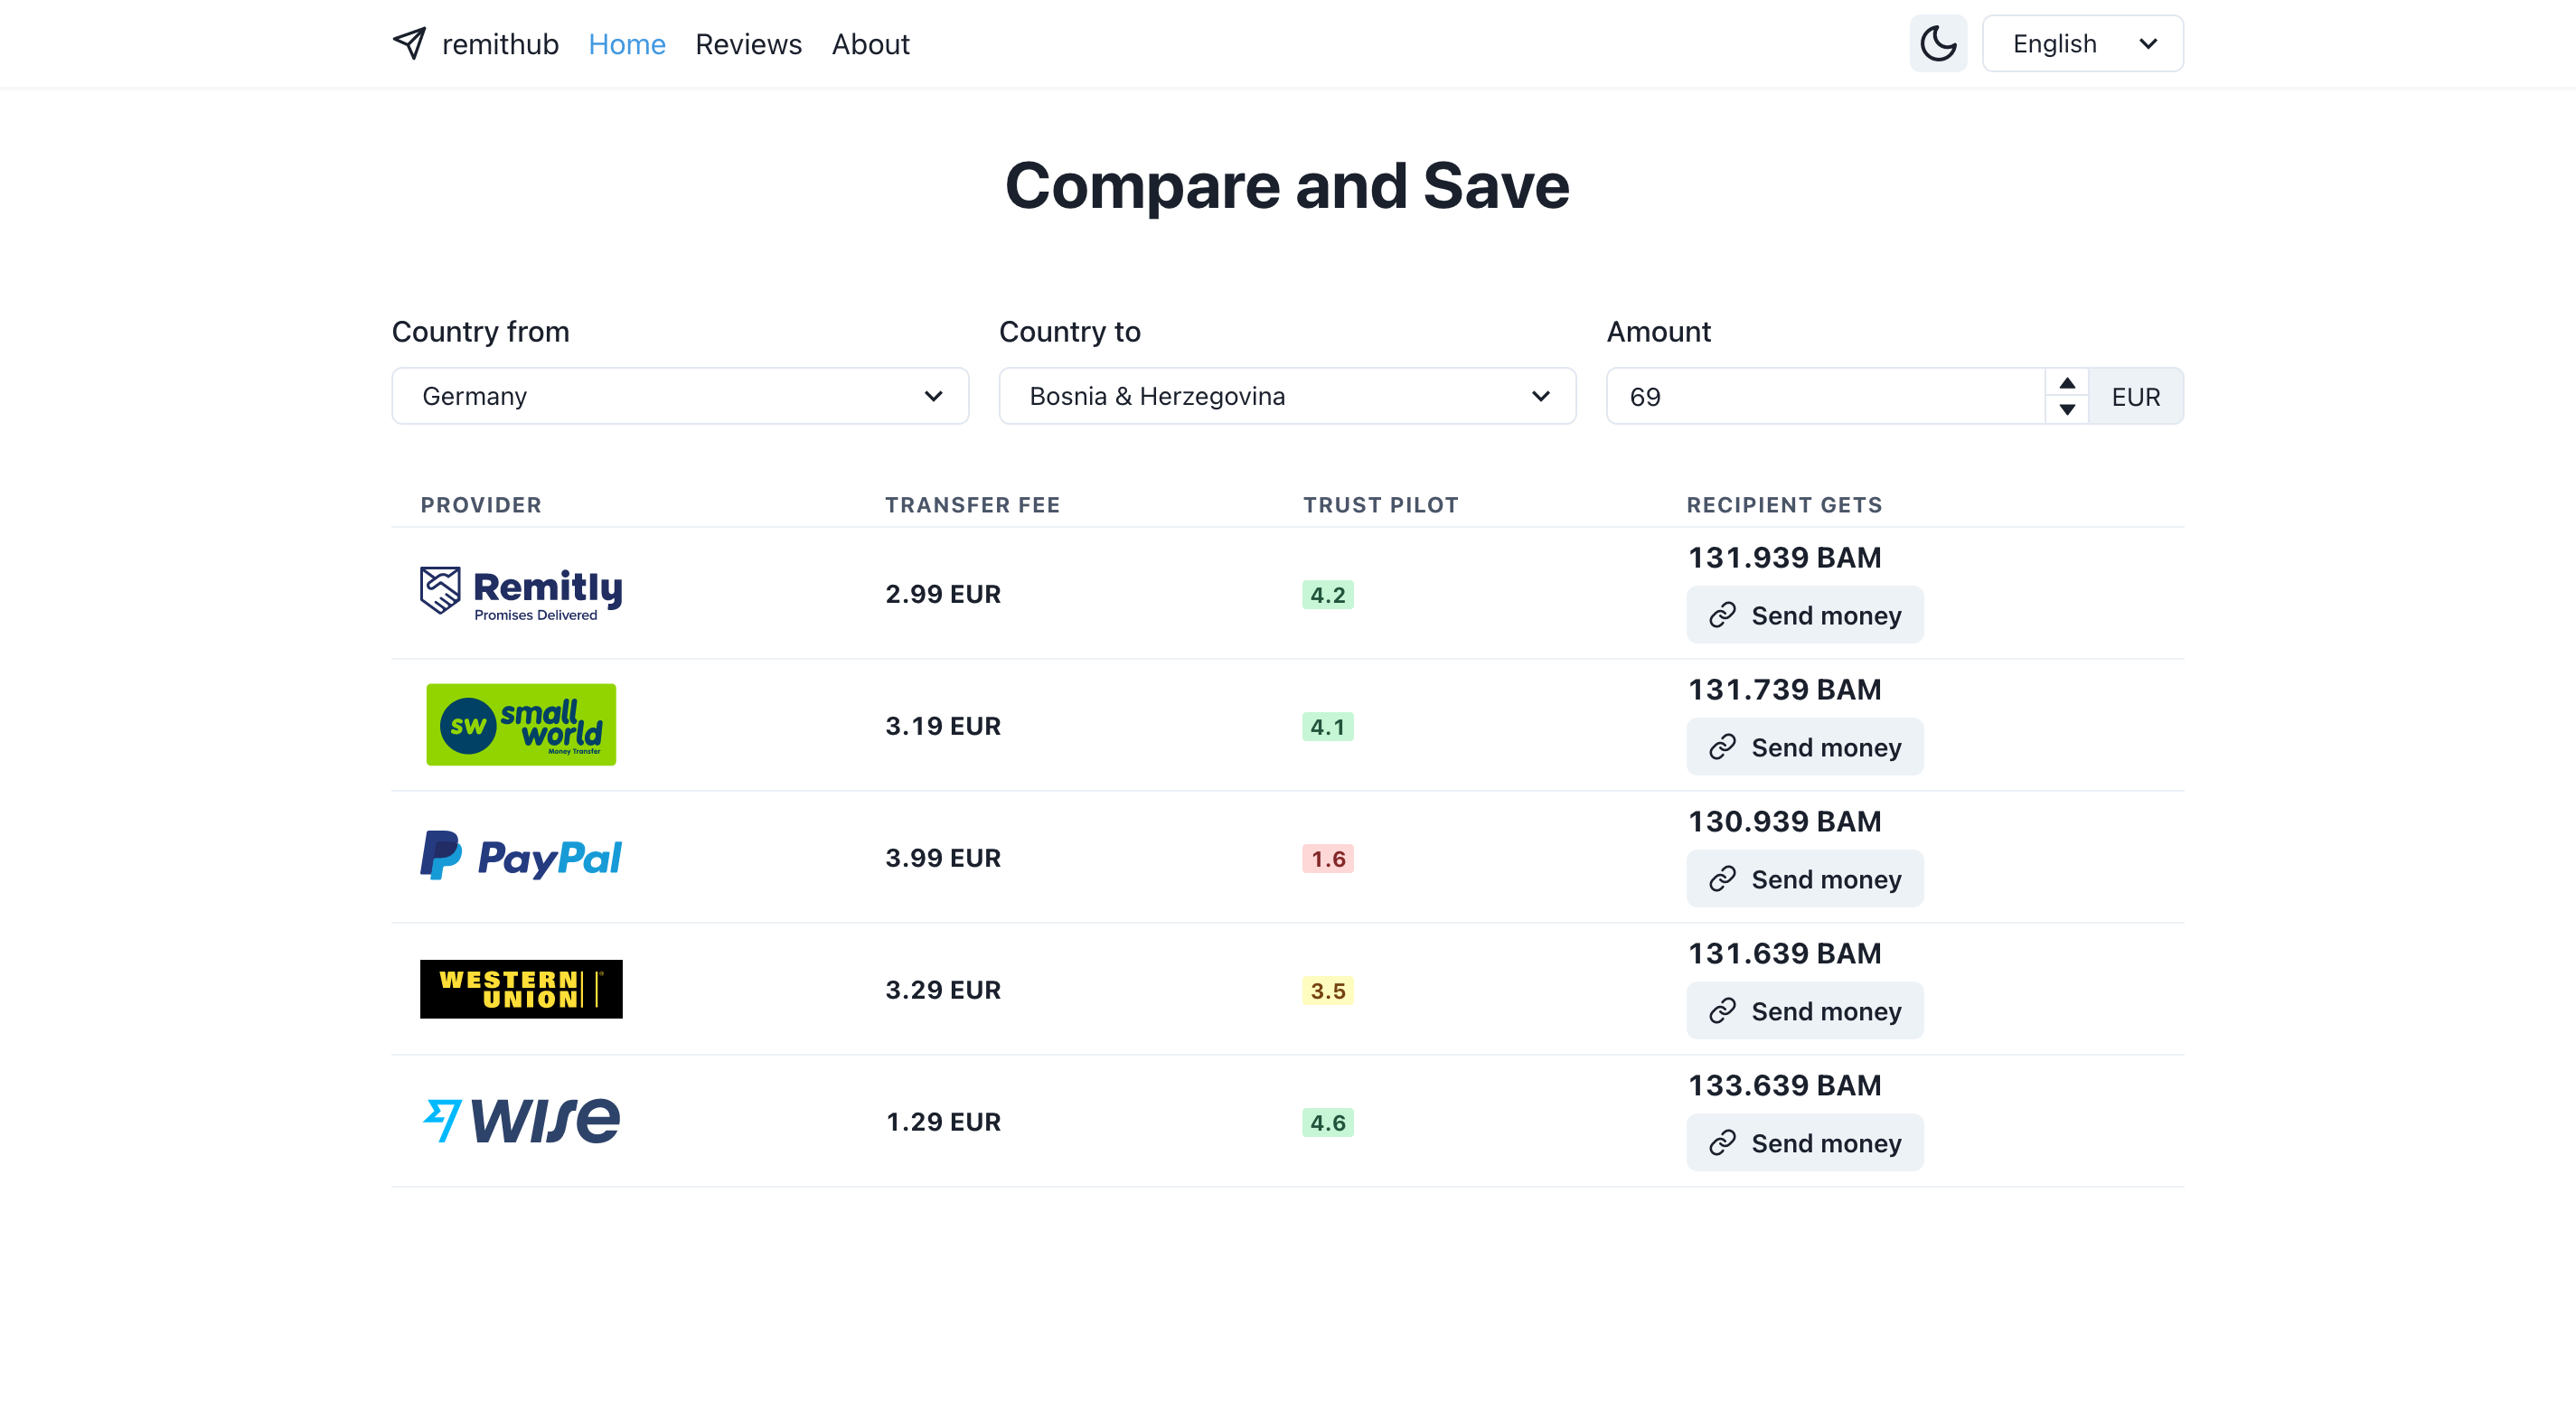 remithub Home Reviews About English
Compare and Save
Country from Country to Amount
Germany Bosnia & Herzegovina 69 EUR
PROVIDER TRANSFER FEE TRUST PILOT RECIPIENT GETS
Remitly
Promises Delivered
2.99 EUR 4.2 131.939 BAM
Send money
SW small world
Money Transfer
3.19 EUR 4.1 131.739 BAM
Send money
PayPal 3.99 EUR 1.6 130.939 BAM
Send money
WESTERN
UNION
3.29 EUR 3.5 131.639 BAM
Send money
WISE 1.29 EUR 4.6 133.639 BAM
Send money